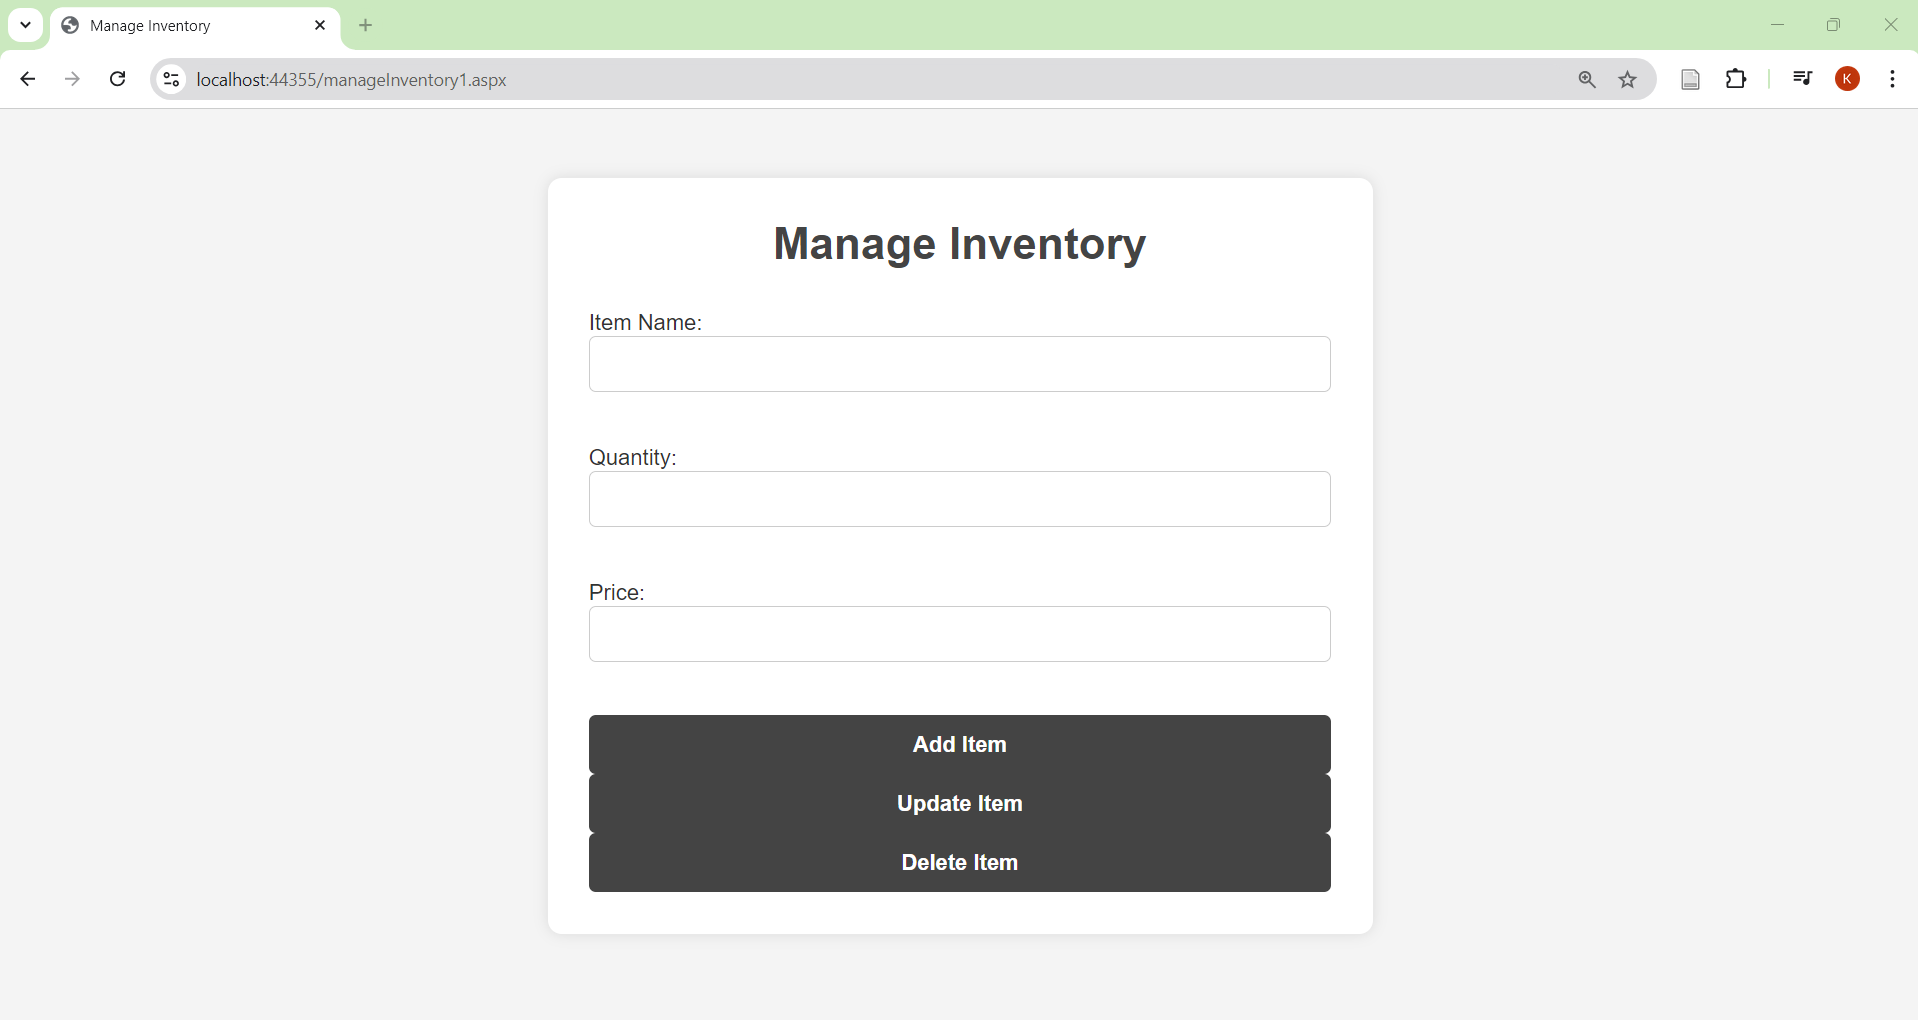 Manage Inventory
localhost:44355/manageInventory1.aspx
K
Manage Inventory
Item Name:
Quantity:
Price:
Add Item
Update Item
Delete Item